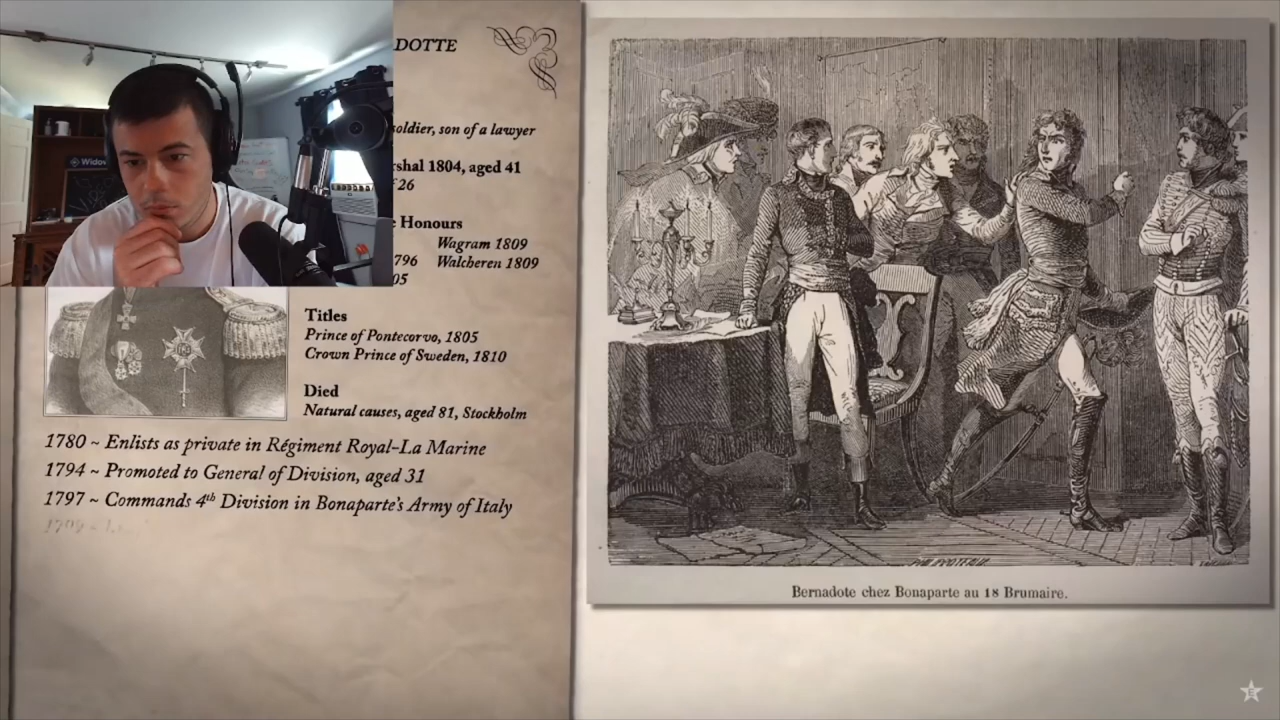 DOTTE
soldier, son of a lawyer
rshal 1804, aged 41
f 26
e Honours
Wagram 1809
796 Walcheren 1809
05
Titles
Prince of Pontecorvo, 1805
Crown Prince of Sweden, 1810
Died
Natural causes, aged 81, Stockholm
1780 ~ Enlists as private in Régiment Royal-La Marine
1794 ~ Promoted to General of Division, aged 31
1797 ~ Commands 4th Division in Bonaparte's Army of Italy
Widow
Bernadote chez Bonaparte au 18 Brumaire.
E